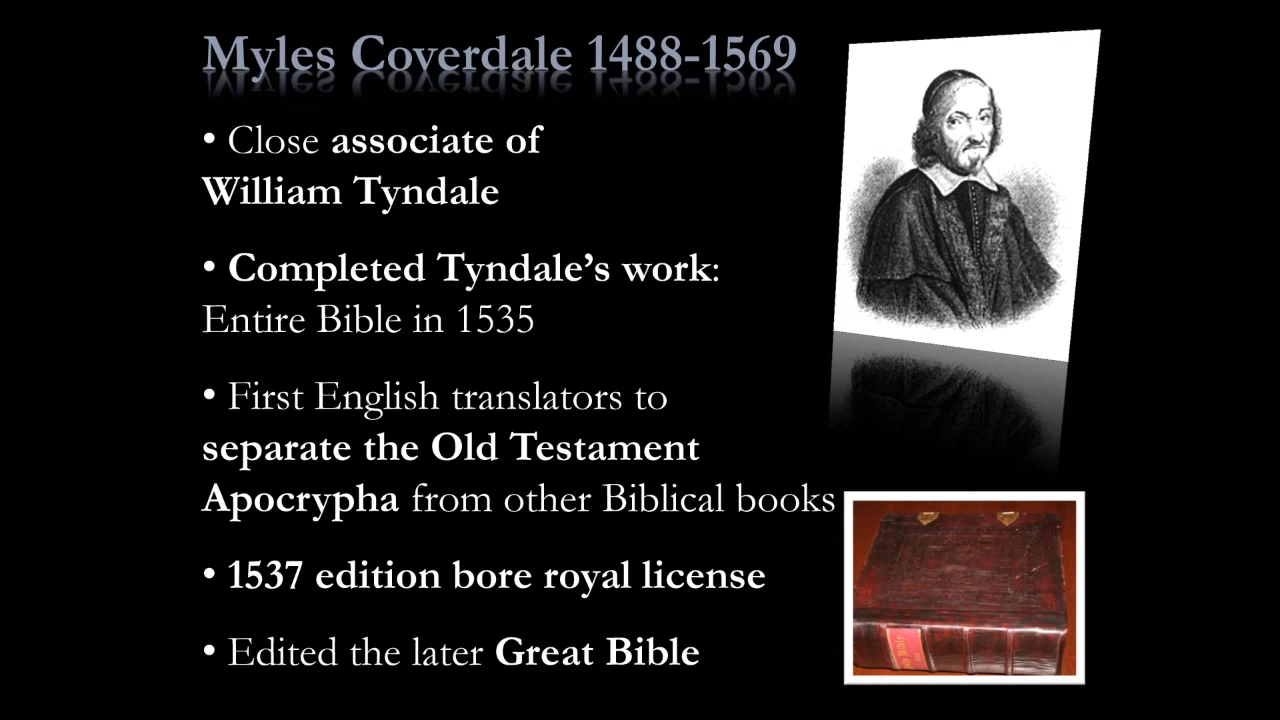 Myles Coverdale 1488-1569
• Close associate of
William Tyndale
• Completed Tyndale’s work:
Entire Bible in 1535
• First English translators to
separate the Old Testament
Apocrypha from other Biblical books
• 1537 edition bore royal license
• Edited the later Great Bible
Bible